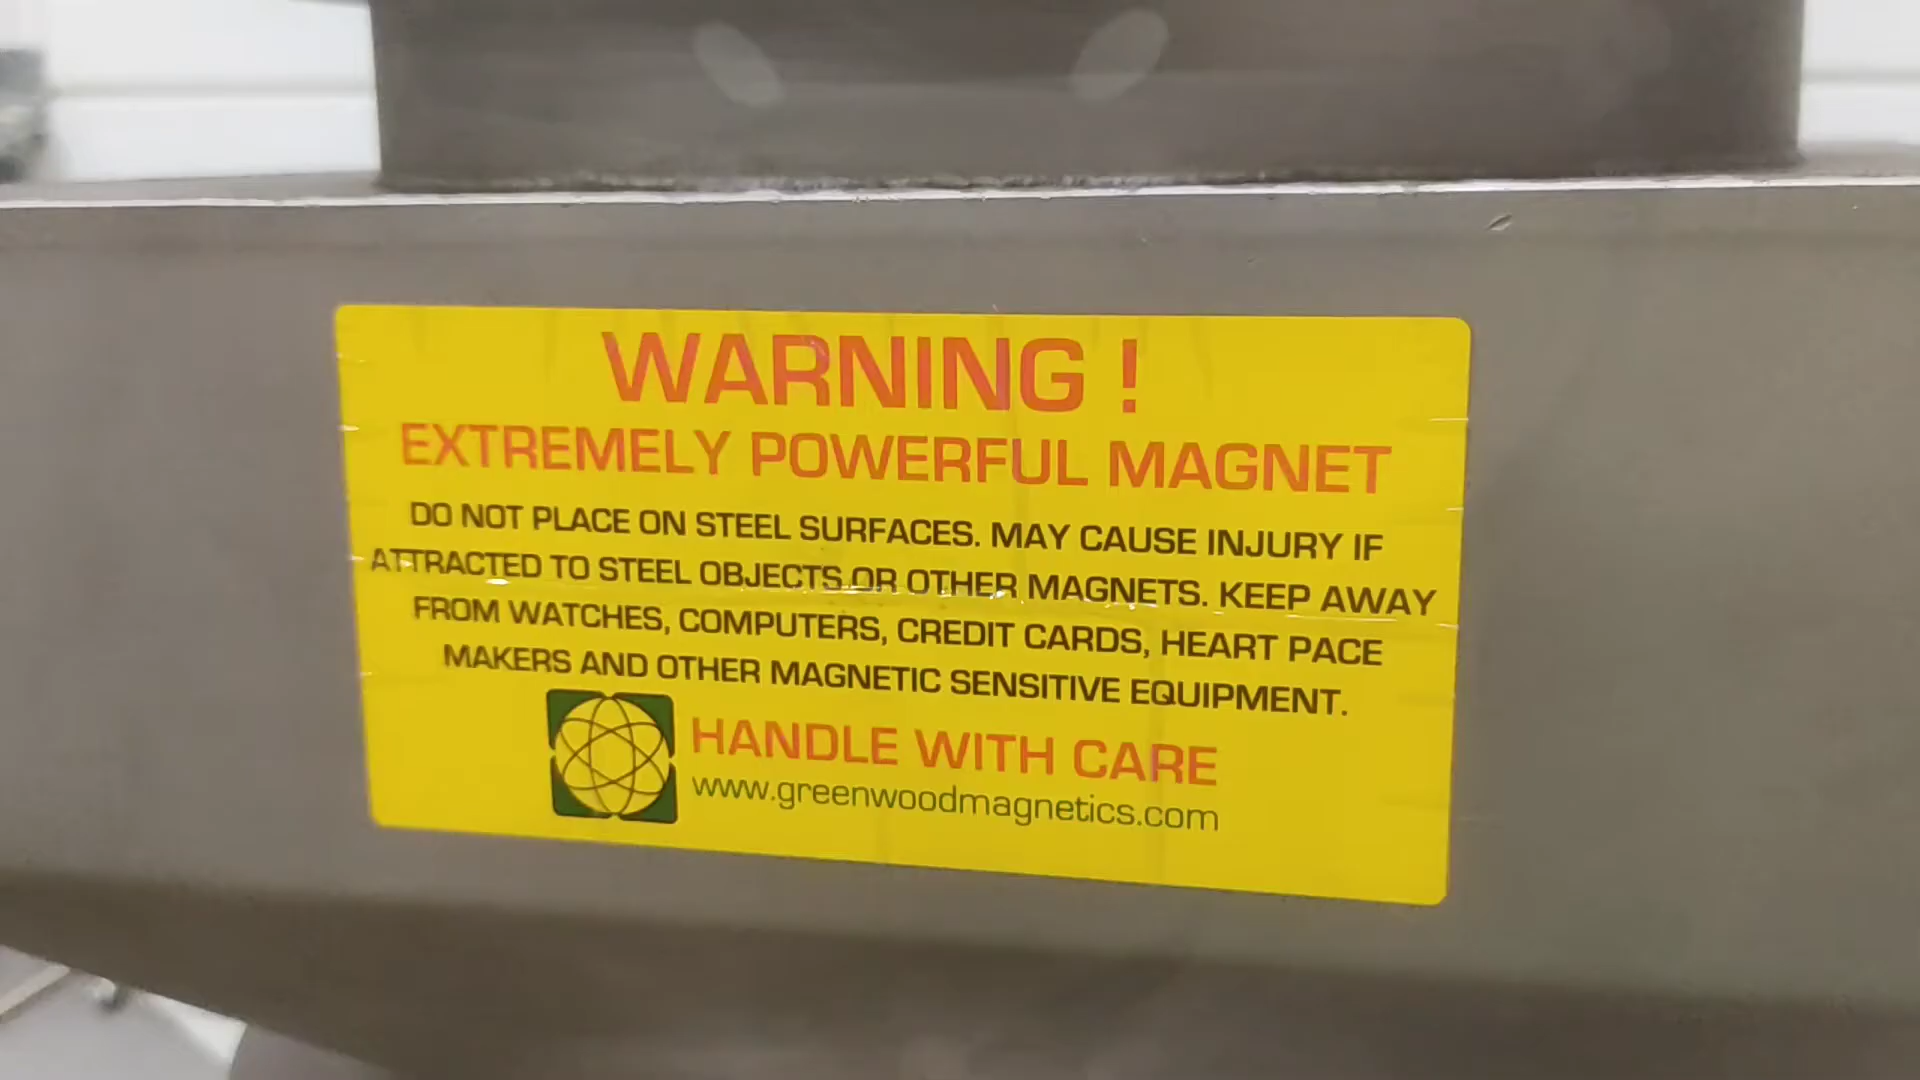 WARNING !
EXTREMELY POWERFUL MAGNET
DO NOT PLACE ON STEEL SURFACES. MAY CAUSE INJURY IF
ATTRACTED TO STEEL OBJECTS OR OTHER MAGNETS. KEEP AWAY
FROM WATCHES, COMPUTERS, CREDIT CARDS, HEART PACE
MAKERS AND OTHER MAGNETIC SENSITIVE EQUIPMENT.
HANDLE WITH CARE
www.greenwoodmagnetics.com